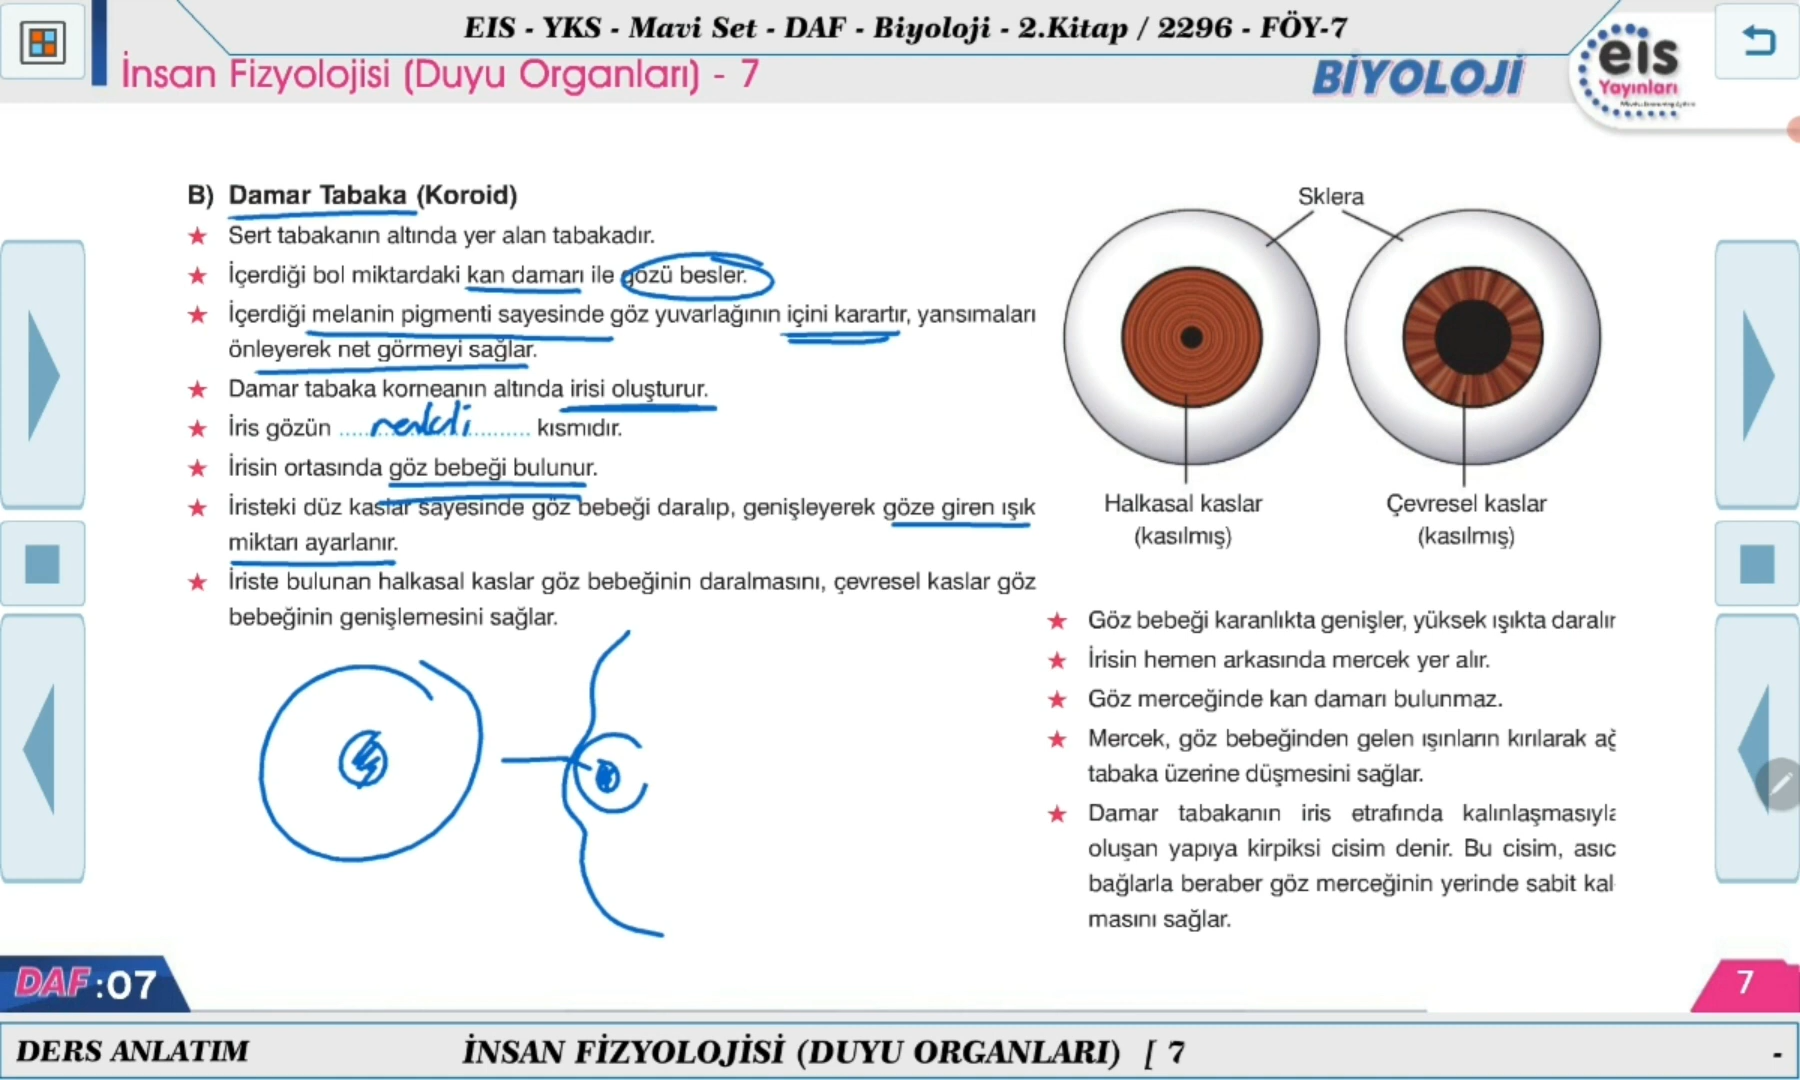 EIS - YKS - Mavi Set - DAF - Biyoloji - 2.Kitap / 2296 - FÖY-7
İnsan Fizyolojisi (Duyu Organları) - 7
BİYOLOJİ
eis
Yayınları
B) Damar Tabaka (Koroid)
★ Sert tabakanın altında yer alan tabakadır.
★ İçerdiği bol miktardaki kan damarı ile gözü besler.
★ İçerdiği melanin pigmenti sayesinde göz yuvarlağının içini karartır, yansımaları
önleyerek net görmeyi sağlar.
★ Damar tabaka korneanın altında irisi oluşturur.
★ İris gözün renkli kısmıdır.
★ İrisin ortasında göz bebeği bulunur.
★ İristeki düz kaslar sayesinde göz bebeği daralıp, genişleyerek göze giren ışık
miktarı ayarlanır.
★ İriste bulunan halkasal kaslar göz bebeğinin daralmasını, çevresel kaslar göz
bebeğinin genişlemesini sağlar.
Sklera
Halkasal kaslar
(kasılmış)
Çevresel kaslar
(kasılmış)
★ Göz bebeği karanlıkta genişler, yüksek ışıkta daralır
★ İrisin hemen arkasında mercek yer alır.
★ Göz merceğinde kan damarı bulunmaz.
★ Mercek, göz bebeğinden gelen ışınların kırılarak ağ
tabaka üzerine düşmesini sağlar.
★ Damar tabakanın iris etrafında kalınlaşmasıyla
oluşan yapıya kirpiksi cisim denir. Bu cisim, asıc
bağlarla beraber göz merceğinin yerinde sabit kal-
masını sağlar.
DAF:07
7
DERS ANLATIM
İNSAN FİZYOLOJİSİ (DUYU ORGANLARI) [ 7
-